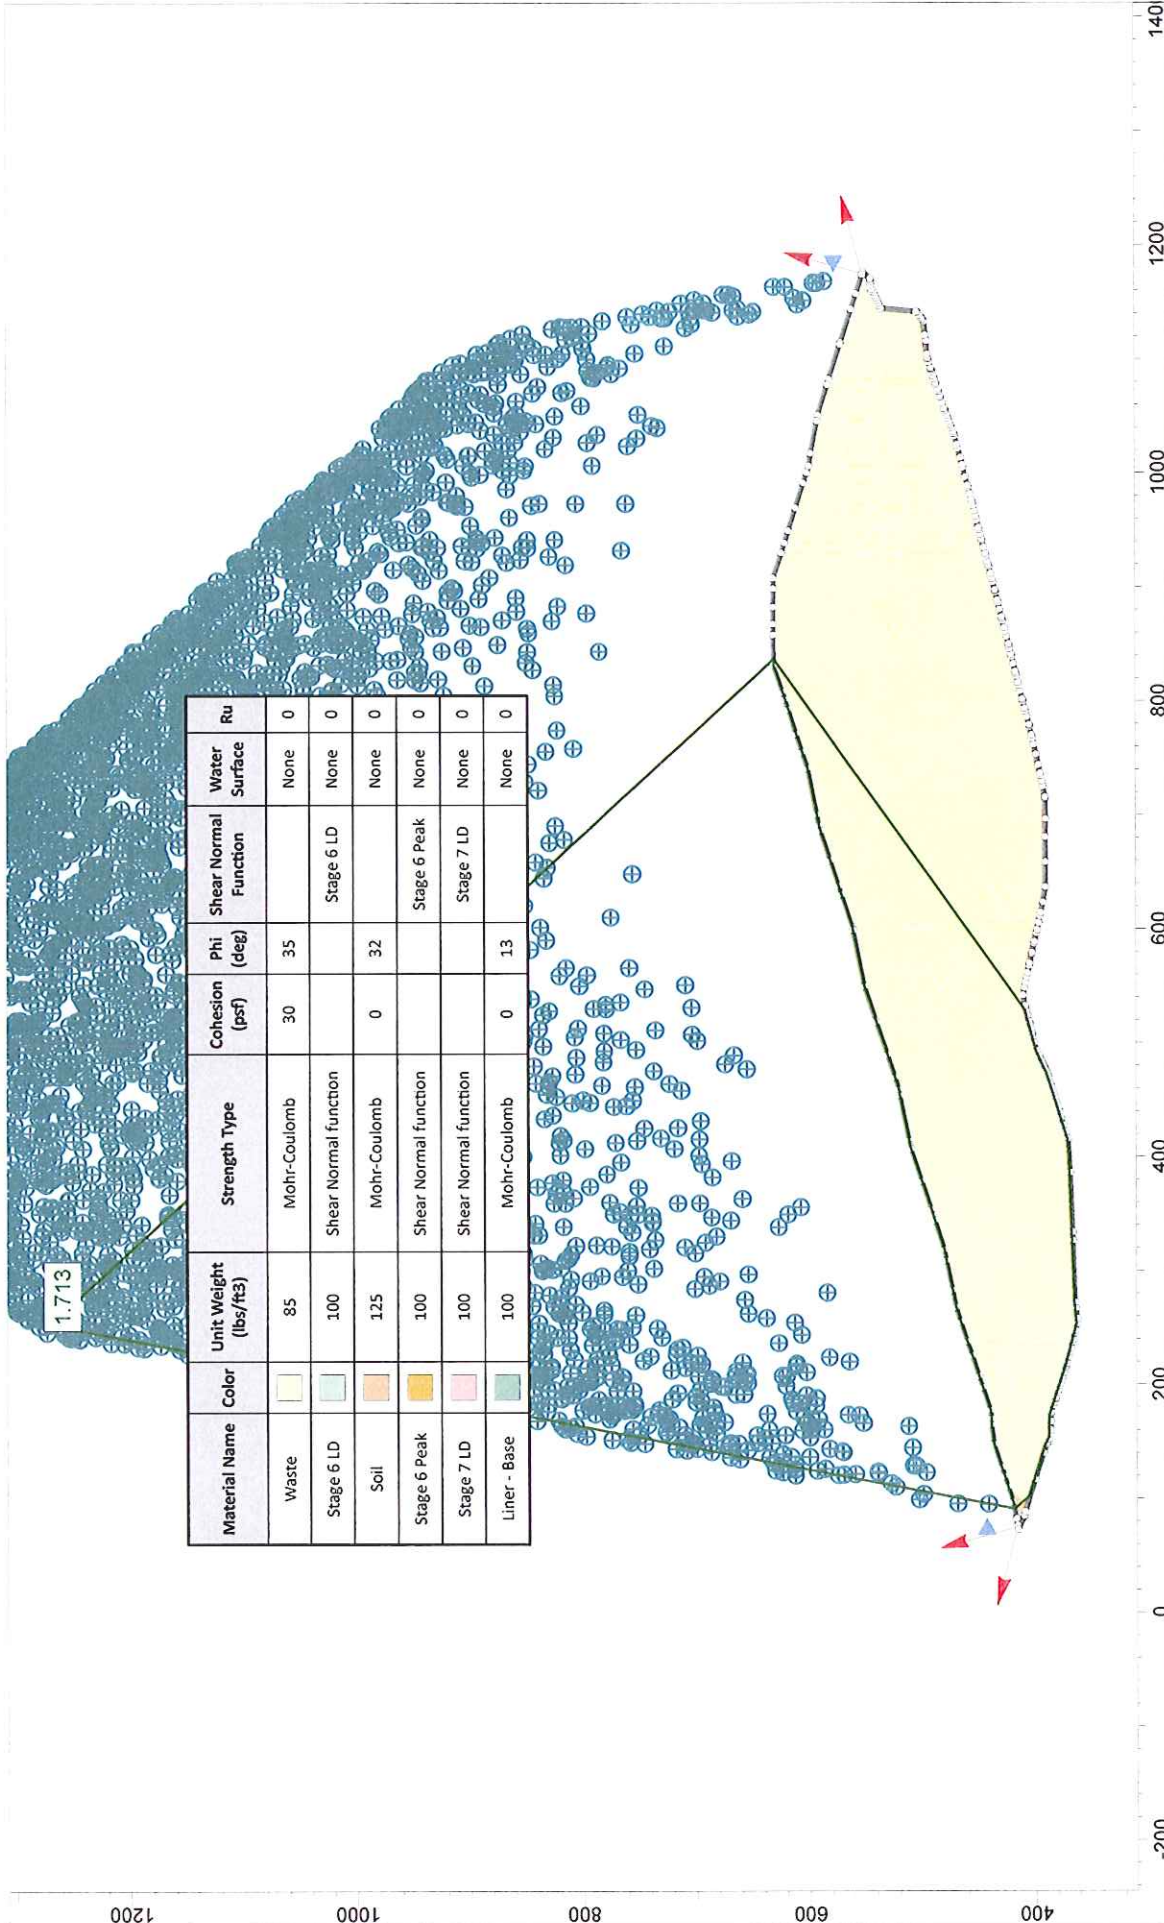 1.713
Material Name Color Unit Weight (lbs/ft3) Strength Type Cohesion (psf) Phi (deg) Shear Normal Function Water Surface Ru
Waste 85 Mohr-Coulomb 30 35 None 0
Stage 6 LD 100 Shear Normal function Stage 6 LD None 0
Soil 125 Mohr-Coulomb 0 32 None 0
Stage 6 Peak 100 Shear Normal function Stage 6 Peak None 0
Stage 7 LD 100 Shear Normal function Stage 7 LD None 0
Liner - Base 100 Mohr-Coulomb 0 13 None 0
1200
1000
800
600
400
-200 0 200 400 600 800 1000 1200